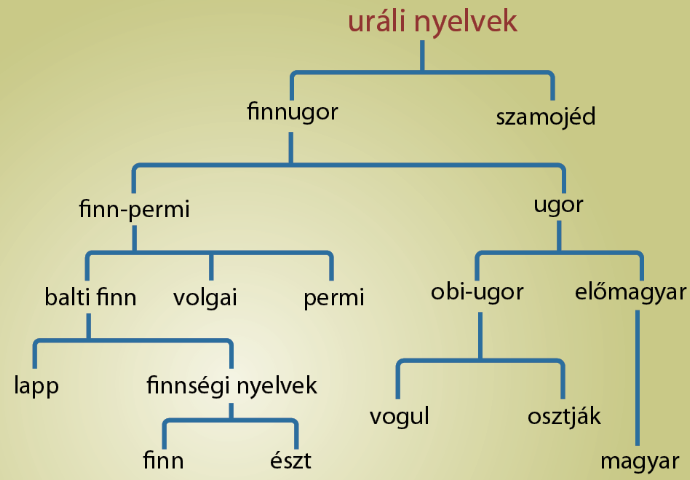 uráli nyelvek
finnugor
szamojéd
finn-permi
ugor
balti finn
volgai
permi
obi-ugor
előmagyar
lapp
finnségi nyelvek
vogul
osztják
finn
észt
magyar